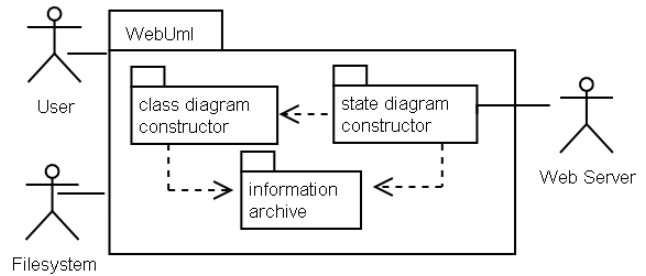 WebUml
User
class diagram
constructor
state diagram
constructor
information
archive
Web Server
Filesystem